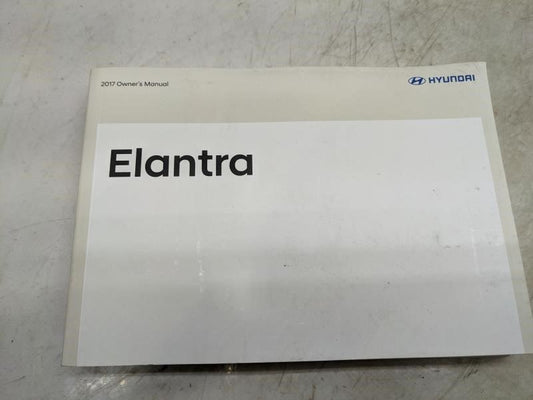 2017 Owner's Manual
HYUNDAI
Elantra